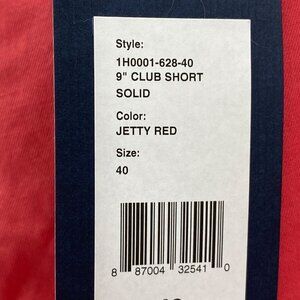 Style:
1H0001-628-40
9" CLUB SHORT
SOLID
Color:
JETTY RED
Size:
40
8 87004 32541 0